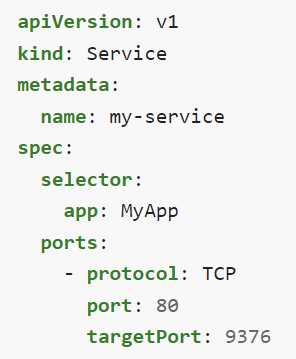 apiVersion: v1
kind: Service
metadata:
  name: my-service
spec:
  selector:
    app: MyApp
  ports:
    - protocol: TCP
      port: 80
      targetPort: 9376